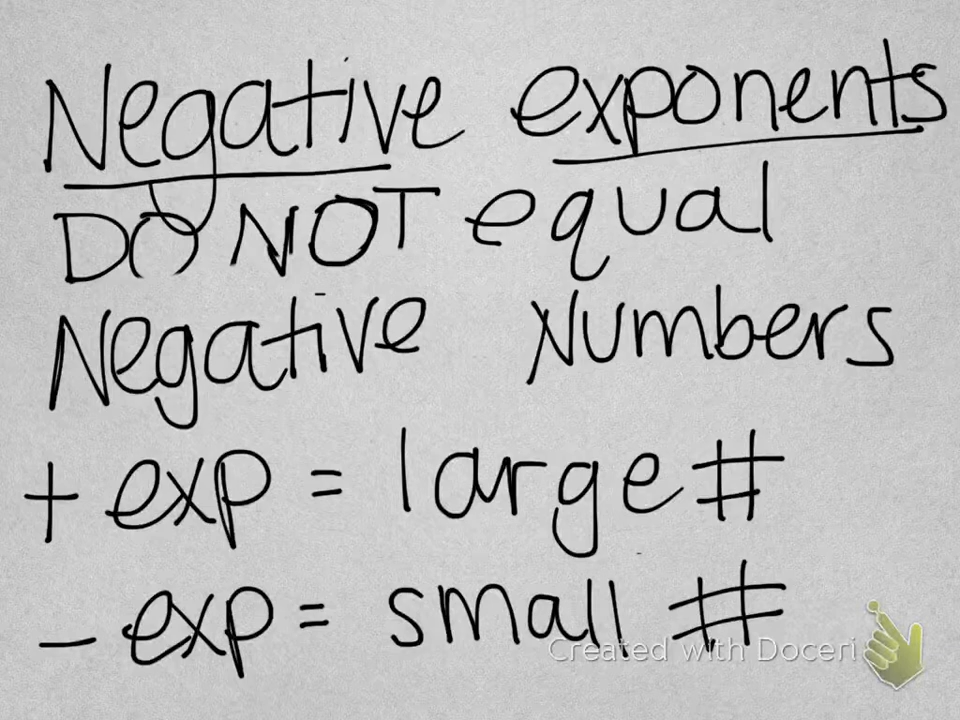 Negative exponents
DO NOT equal
Negative Numbers
+ exp = large #
- exp = small #
Created with Doceri